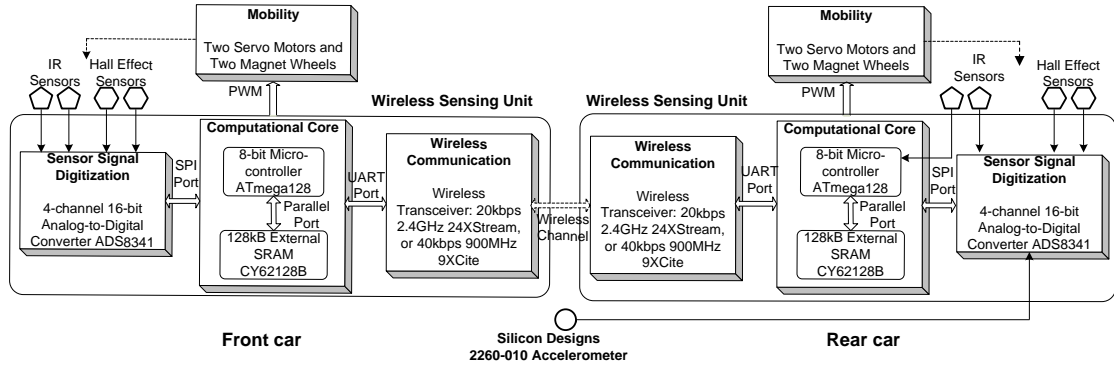 Mobility
Two Servo Motors and
Two Magnet Wheels
IR
Sensors
Hall Effect
Sensors
PWM
Wireless Sensing Unit
Sensor Signal
Digitization
4-channel 16-bit
Analog-to-Digital
Converter ADS8341
SPI
Port
Computational Core
8-bit Micro-
controller
ATmega128
Parallel
Port
128kB External
SRAM
CY62128B
UART
Port
Wireless
Communication
Wireless
Transceiver: 20kbps
2.4GHz 24XStream,
or 40kbps 900MHz
9XCite
Wireless
Channel
Front car
Mobility
Two Servo Motors and
Two Magnet Wheels
PWM
IR
Sensors
Hall Effect
Sensors
Wireless Sensing Unit
Wireless
Communication
Wireless
Transceiver: 20kbps
2.4GHz 24XStream,
or 40kbps 900MHz
9XCite
UART
Port
Computational Core
8-bit Micro-
controller
ATmega128
Parallel
Port
128kB External
SRAM
CY62128B
SPI
Port
Sensor Signal
Digitization
4-channel 16-bit
Analog-to-Digital
Converter ADS8341
Silicon Designs
2260-010 Accelerometer
Rear car